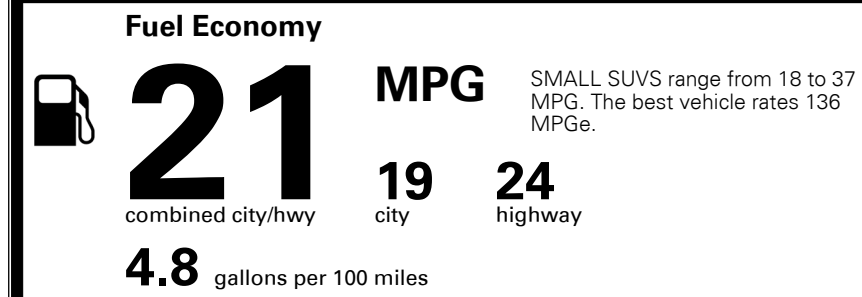 Fuel Economy
21 MPG
SMALL SUVS range from 18 to 37
MPG. The best vehicle rates 136
MPGe.
combined city/hwy
19
city
24
highway
4.8 gallons per 100 miles